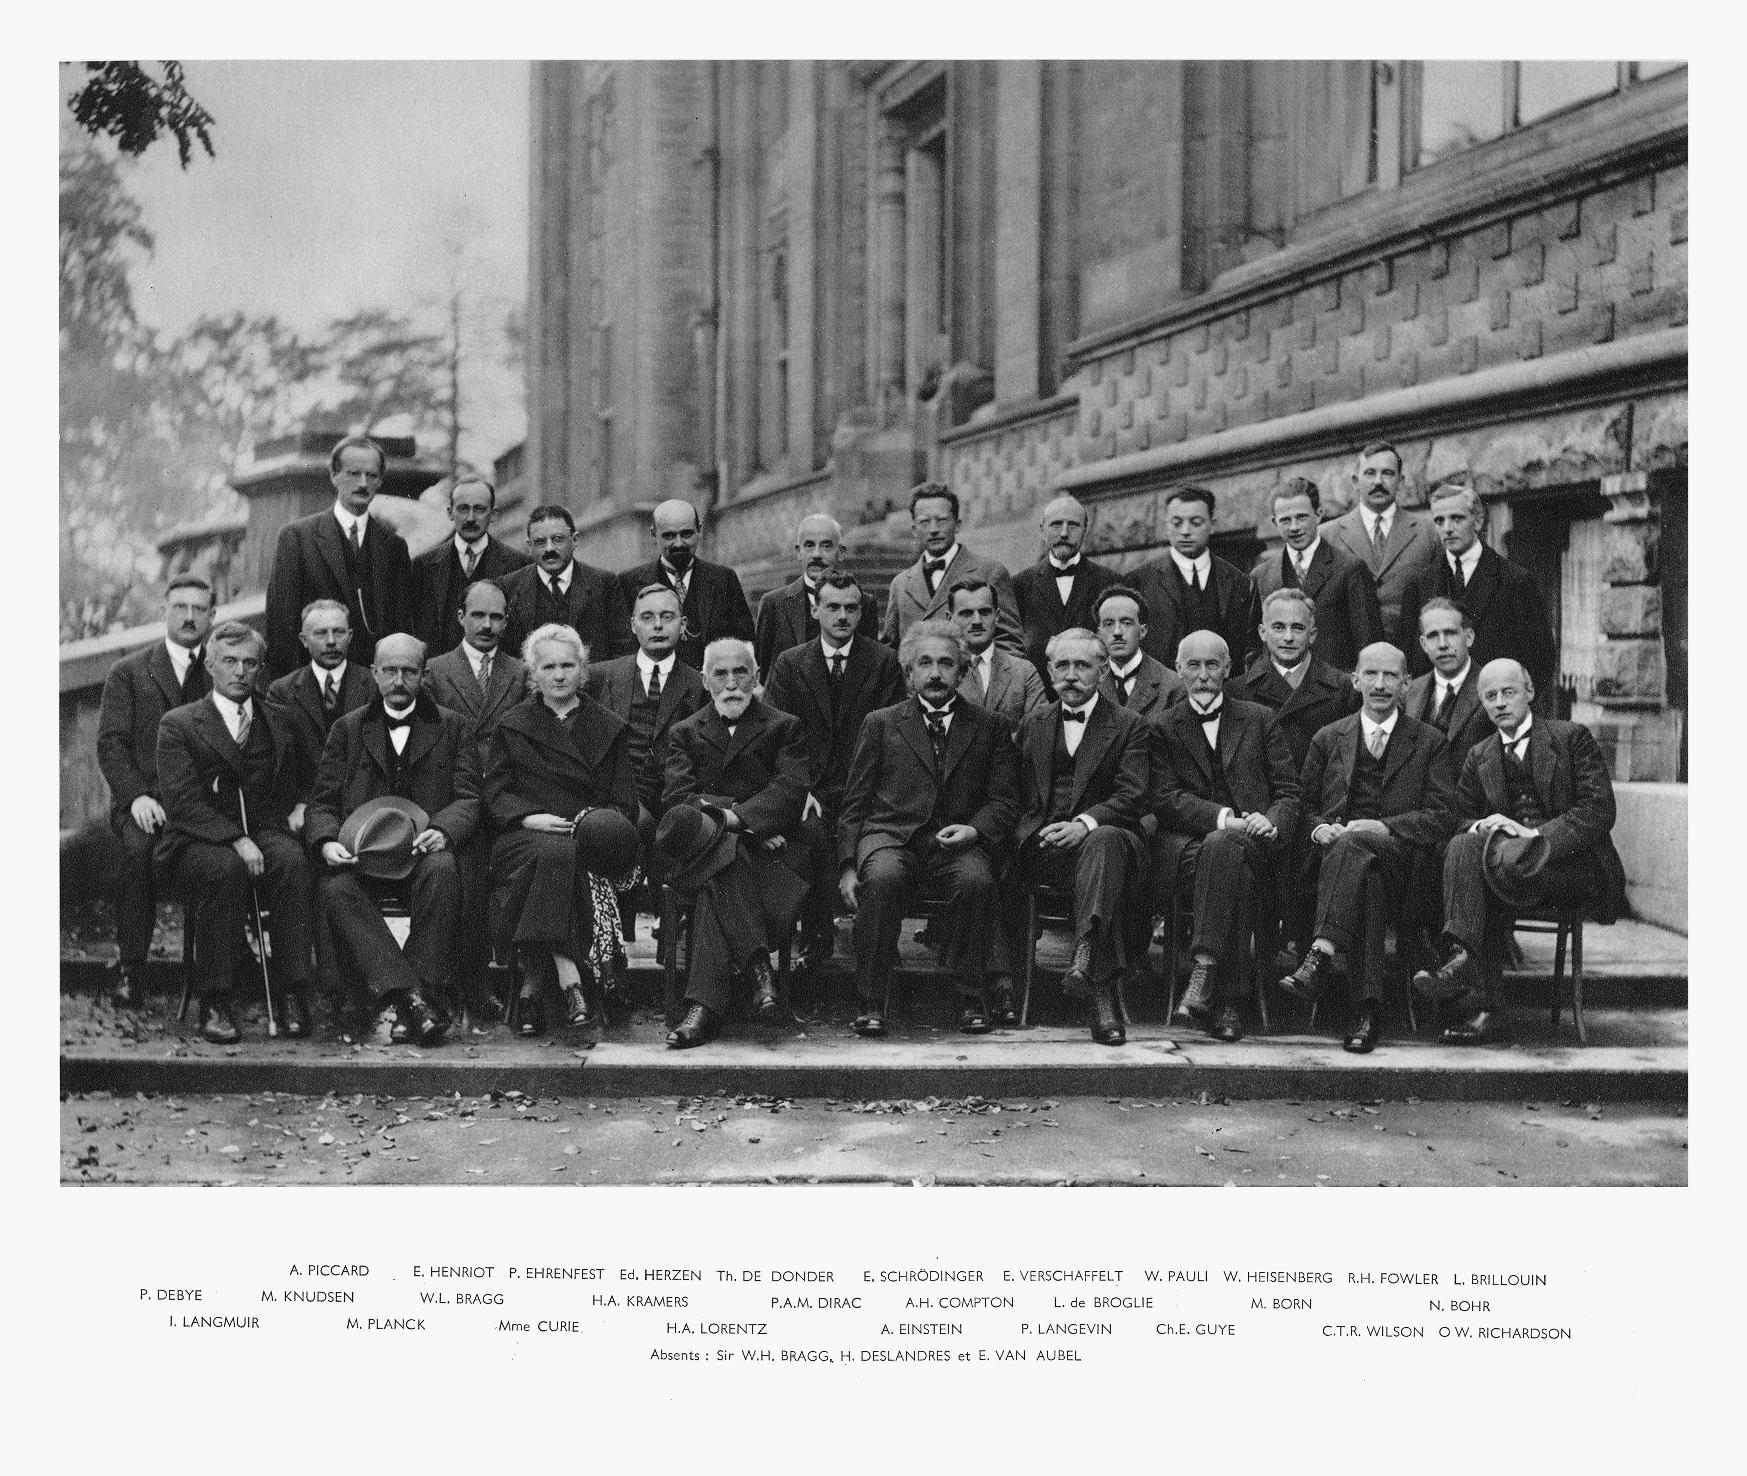 A. PICCARD E. HENRIOT P. EHRENFEST Ed. HERZEN Th. DE DONDER E. SCHRÖDINGER E. VERSCHAFFELT W. PAULI W. HEISENBERG R.H. FOWLER L. BRILLOUIN
P. DEBYE M. KNUDSEN W.L. BRAGG H.A. KRAMERS P.A.M. DIRAC A.H. COMPTON L. de BROGLIE M. BORN N. BOHR
I. LANGMUIR M. PLANCK Mme CURIE H.A. LORENTZ A. EINSTEIN P. LANGEVIN Ch.E. GUYE C.T.R. WILSON O W. RICHARDSON
Absents : Sir W.H. BRAGG, H. DESLANDRES et E. VAN AUBEL